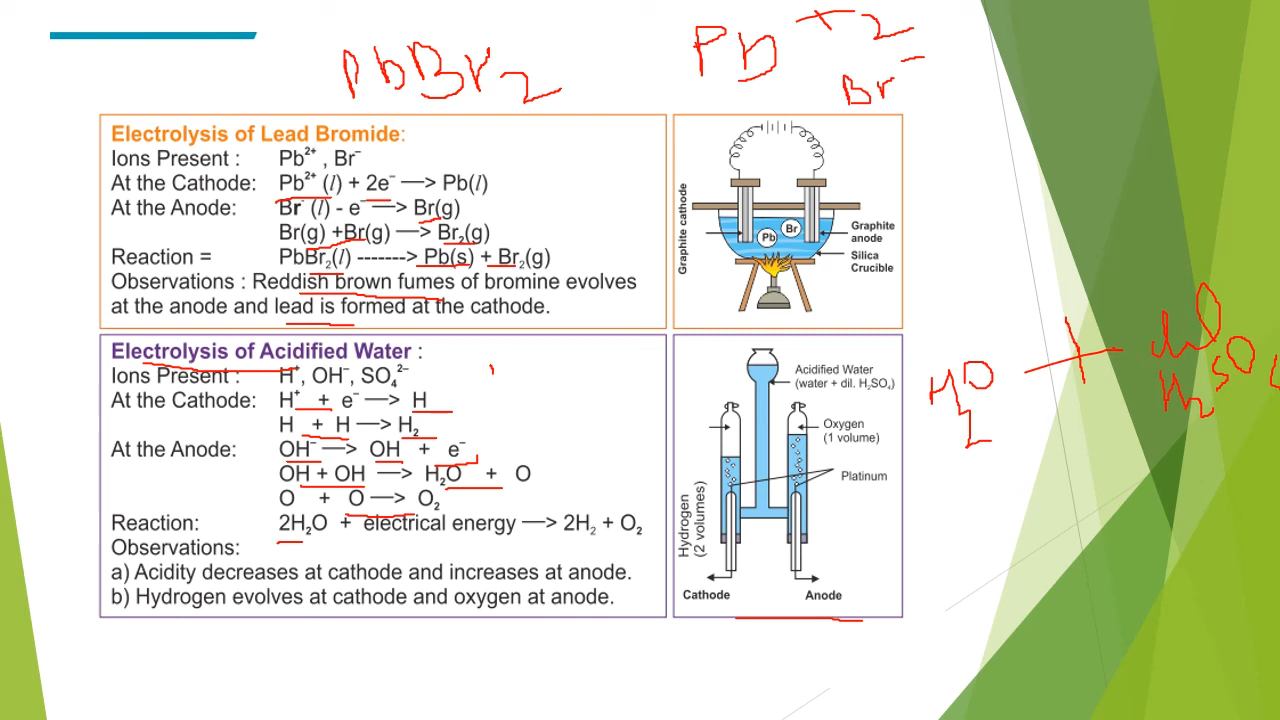 PbBr2
Pb+2
Br-
Electrolysis of Lead Bromide:
Ions Present : Pb²⁺ , Br⁻
At the Cathode: Pb²⁺ (l) + 2e⁻ —> Pb(l)
At the Anode: Br⁻ (l) - e⁻ —> Br(g)
Br(g) +Br(g) —> Br₂(g)
Reaction = PbBr₂(l) -------> Pb(s) + Br₂(g)
Observations : Reddish brown fumes of bromine evolves
at the anode and lead is formed at the cathode.
Graphite cathode
Pb
Br
Graphite
anode
Silica
Crucible
Electrolysis of Acidified Water :
Ions Present : H⁺, OH⁻, SO₄²⁻
At the Cathode: H⁺ + e⁻ —> H
H + H —> H₂
At the Anode: OH⁻ —> OH + e⁻
OH + OH —> H₂O + O
O + O —> O₂
Reaction: 2H₂O + electrical energy —> 2H₂ + O₂
Observations:
a) Acidity decreases at cathode and increases at anode.
b) Hydrogen evolves at cathode and oxygen at anode.
Acidified Water
(water + dil. H₂SO₄)
Oxygen
(1 volume)
Platinum
Hydrogen
(2 volumes)
Cathode
Anode
H2O + dil
H2SO4